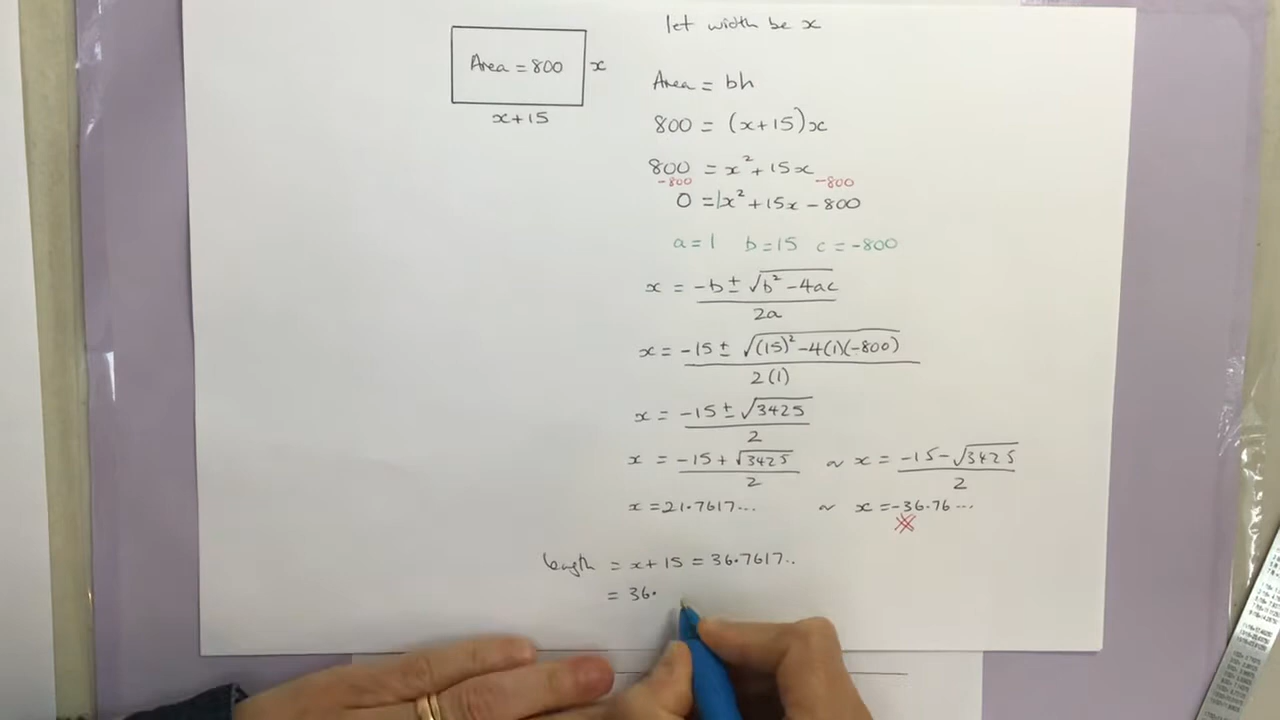 let width be x
Area = 800
x
x+15
Area = bh
800 = (x+15)x
800 = x² + 15x
-800 -800
0 = 1x² + 15x - 800
a = 1 b = 15 c = -800
x = -b ± √b² - 4ac
2a
x = -15 ± √(15)² - 4(1)(-800)
2(1)
x = -15 ± √3425
2
x = -15 + √3425 or x = -15 - √3425
2 2
x = 21.7617... or x = -36.76...
length = x + 15 = 36.7617..
= 36.